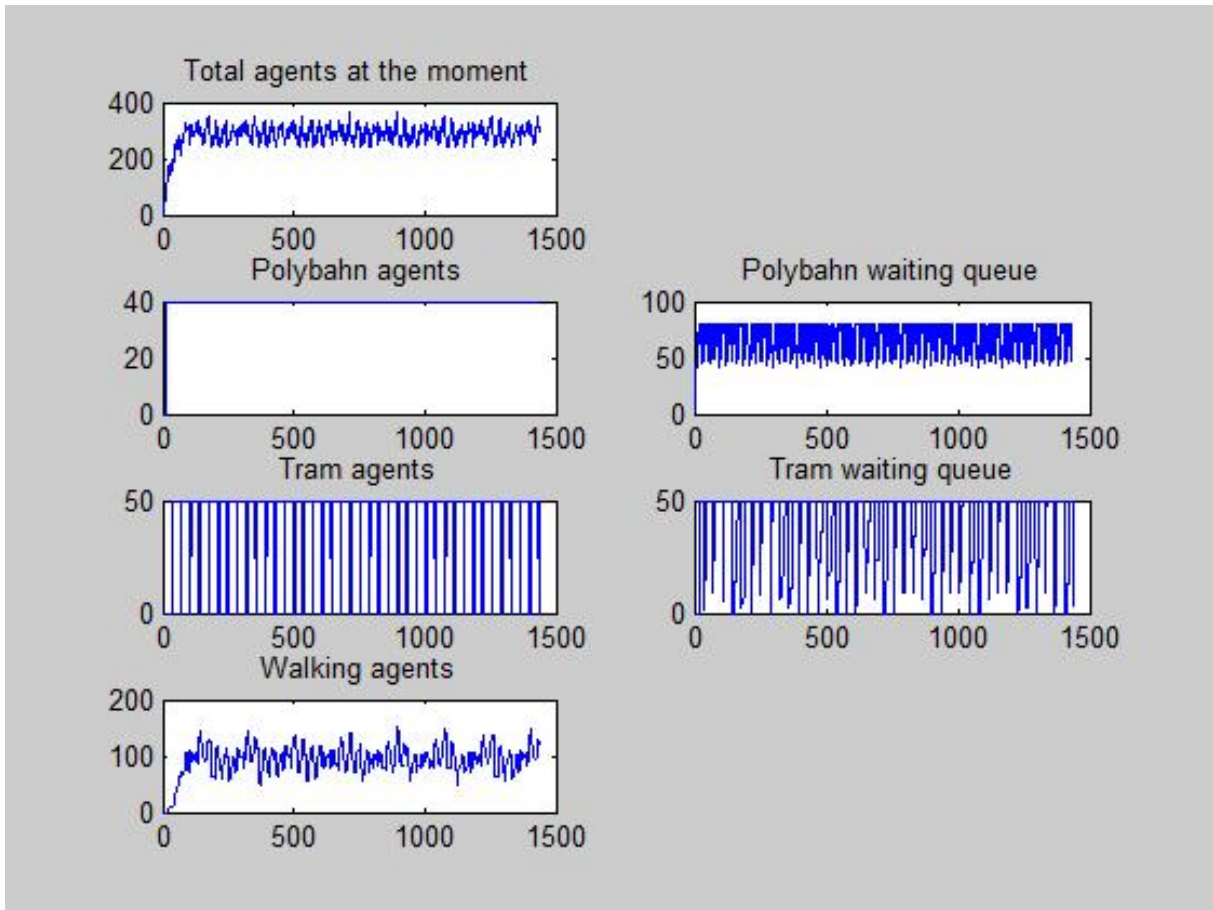 Total agents at the moment
400
200
0
0 500 1000 1500
Polybahn agents
40
20
0
0 500 1000 1500
Polybahn waiting queue
100
50
0
0 500 1000 1500
Tram agents
50
0
0 500 1000 1500
Tram waiting queue
50
0
0 500 1000 1500
Walking agents
200
100
0
0 500 1000 1500